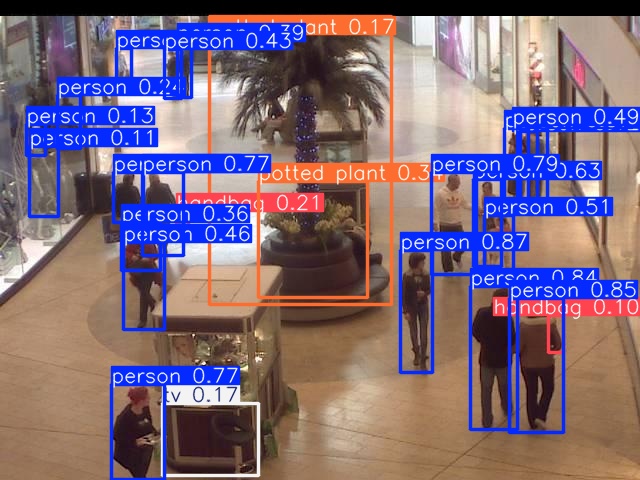 potted plant 0.17
person 0.43
person 0.24
person 0.13
person 0.11
person 0.49
person 0.77
person 0.79
person 0.63
potted plant 0.34
handbag 0.21
person 0.36
person 0.46
person 0.51
person 0.87
person 0.84
person 0.85
handbag 0.10
person 0.77
tv 0.17